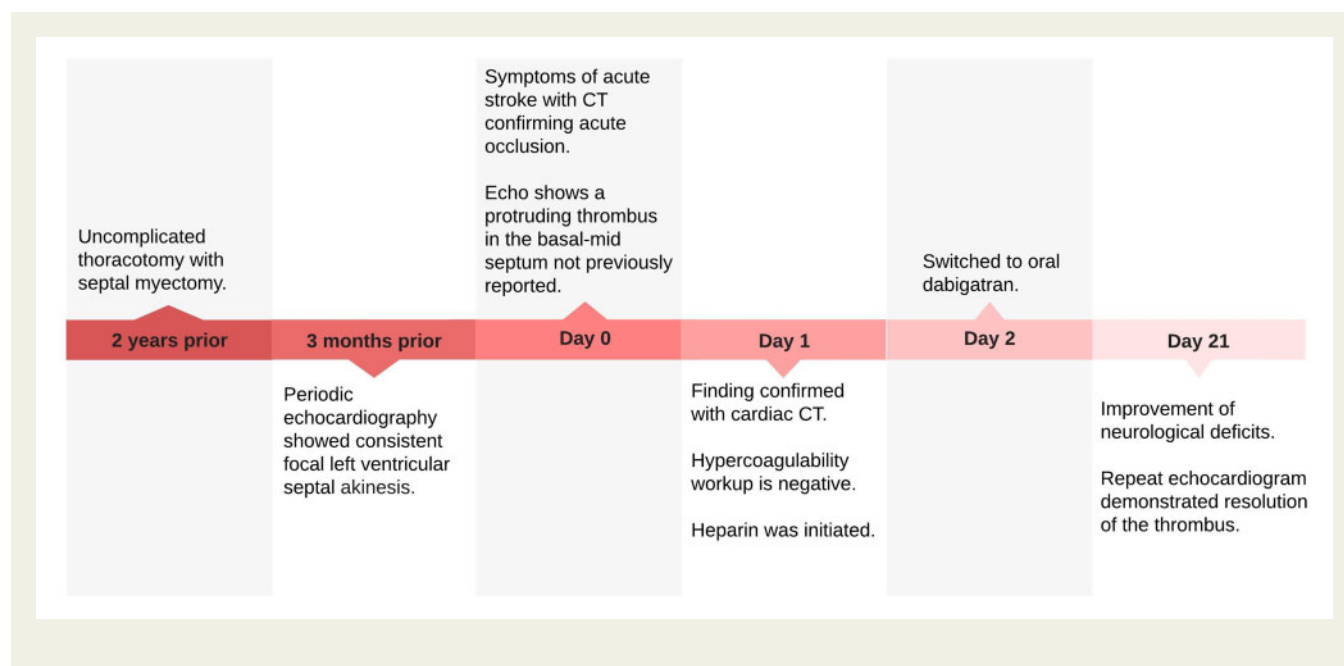 Uncomplicated
thoracotomy with
septal myectomy.
2 years prior
3 months prior
Periodic
echocardiography
showed consistent
focal left ventricular
septal akinesis.
Symptoms of acute
stroke with CT
confirming acute
occlusion.
Echo shows a
protruding thrombus
in the basal-mid
septum not previously
reported.
Day 0
Day 1
Finding confirmed
with cardiac CT.
Hypercoagulability
workup is negative.
Heparin was initiated.
Switched to oral
dabigatran.
Day 2
Day 21
Improvement of
neurological deficits.
Repeat echocardiogram
demonstrated resolution
of the thrombus.